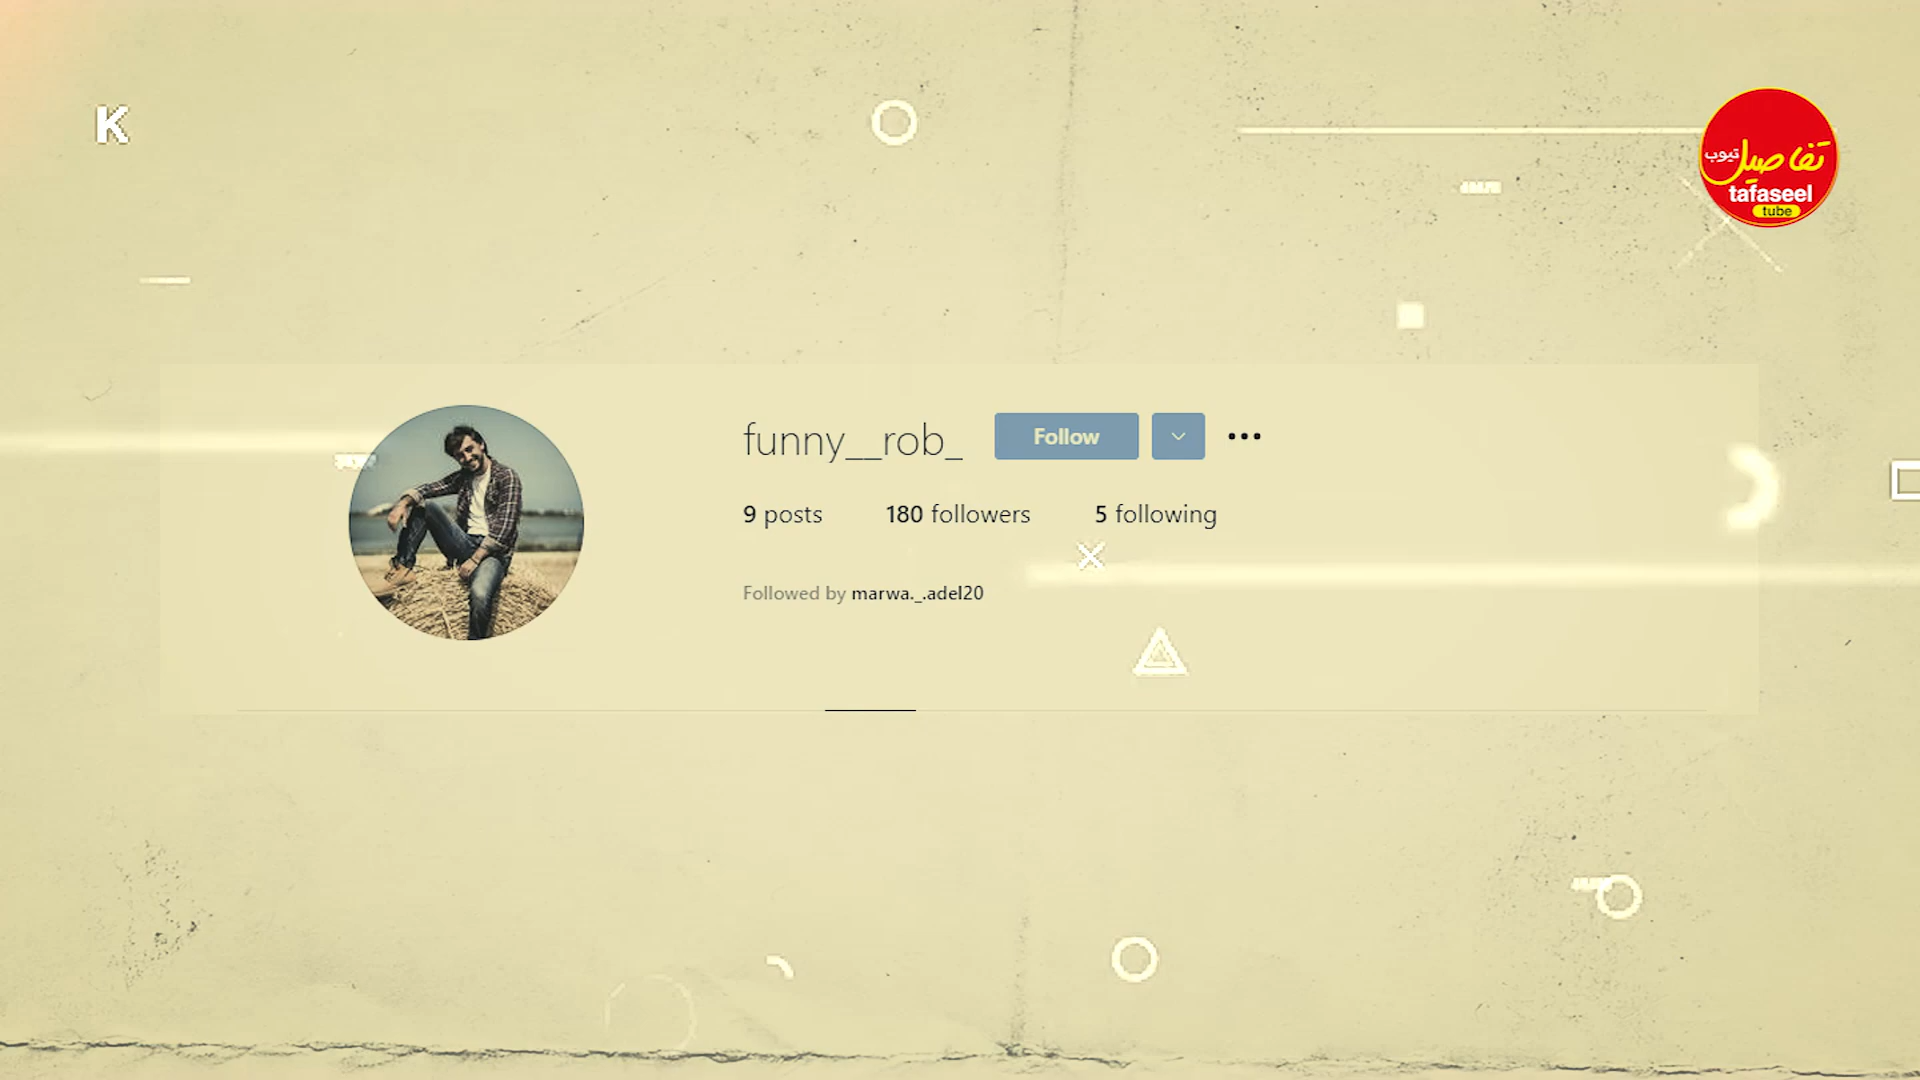 K
تفاصيل تيوب
tafaseel
tube
funny__rob_ Follow
9 posts 180 followers 5 following
Followed by marwa._.adel20